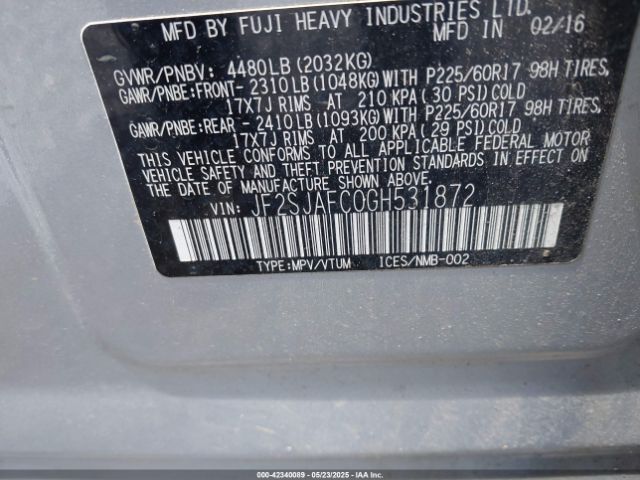 MFD BY FUJI HEAVY INDUSTRIES LTD.
MFD IN 02/16
GVWR/PNBV: 4480LB (2032KG)
GAWR/PNBE:FRONT- 2310LB(1048KG)WITH P225/60R17 98H TIRES,
17X7J RIMS AT 210 KPA ( 30 PSI)COLD
GAWR/PNBE:REAR - 2410LB(1093KG)WITH P225/60R17 98H TIRES,
17X7J RIMS AT 200 KPA (29 PSI)COLD
THIS VEHICLE CONFORMS TO ALL APPLICABLE FEDERAL MOTOR
VEHICLE SAFETY AND THEFT PREVENTION STANDARDS IN EFFECT ON
THE DATE OF MANUFACTURE SHOWN ABOVE.
VIN: JF2SJAFC0GH531872
TYPE:MPV/VTUM ICES/NMB-002
000-42340089 - 05/23/2025 - IAAI.COM